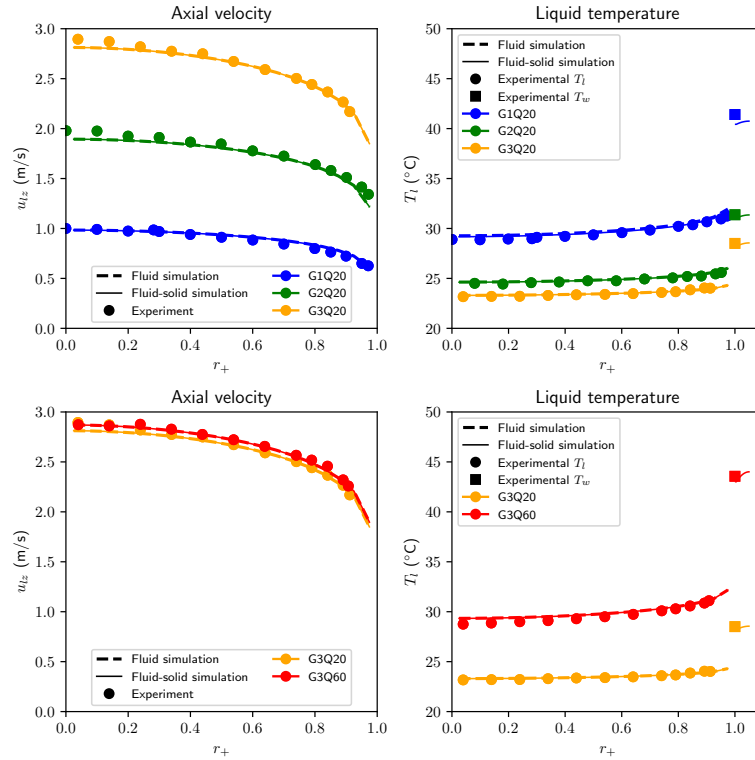 Axial velocity
3.0
2.5
2.0
1.5
1.0
0.5
0.0
u_lz (m/s)
Fluid simulation
Fluid-solid simulation
Experiment
G1Q20
G2Q20
G3Q20
0.0 0.2 0.4 0.6 0.8 1.0
r+
Liquid temperature
50
45
40
35
30
25
20
T_l (°C)
Fluid simulation
Fluid-solid simulation
Experimental T_l
Experimental T_w
G1Q20
G2Q20
G3Q20
0.0 0.2 0.4 0.6 0.8 1.0
r+
Axial velocity
3.0
2.5
2.0
1.5
1.0
0.5
0.0
u_lz (m/s)
Fluid simulation
Fluid-solid simulation
Experiment
G3Q20
G3Q60
0.0 0.2 0.4 0.6 0.8 1.0
r+
Liquid temperature
50
45
40
35
30
25
20
T_l (°C)
Fluid simulation
Fluid-solid simulation
Experimental T_l
Experimental T_w
G3Q20
G3Q60
0.0 0.2 0.4 0.6 0.8 1.0
r+